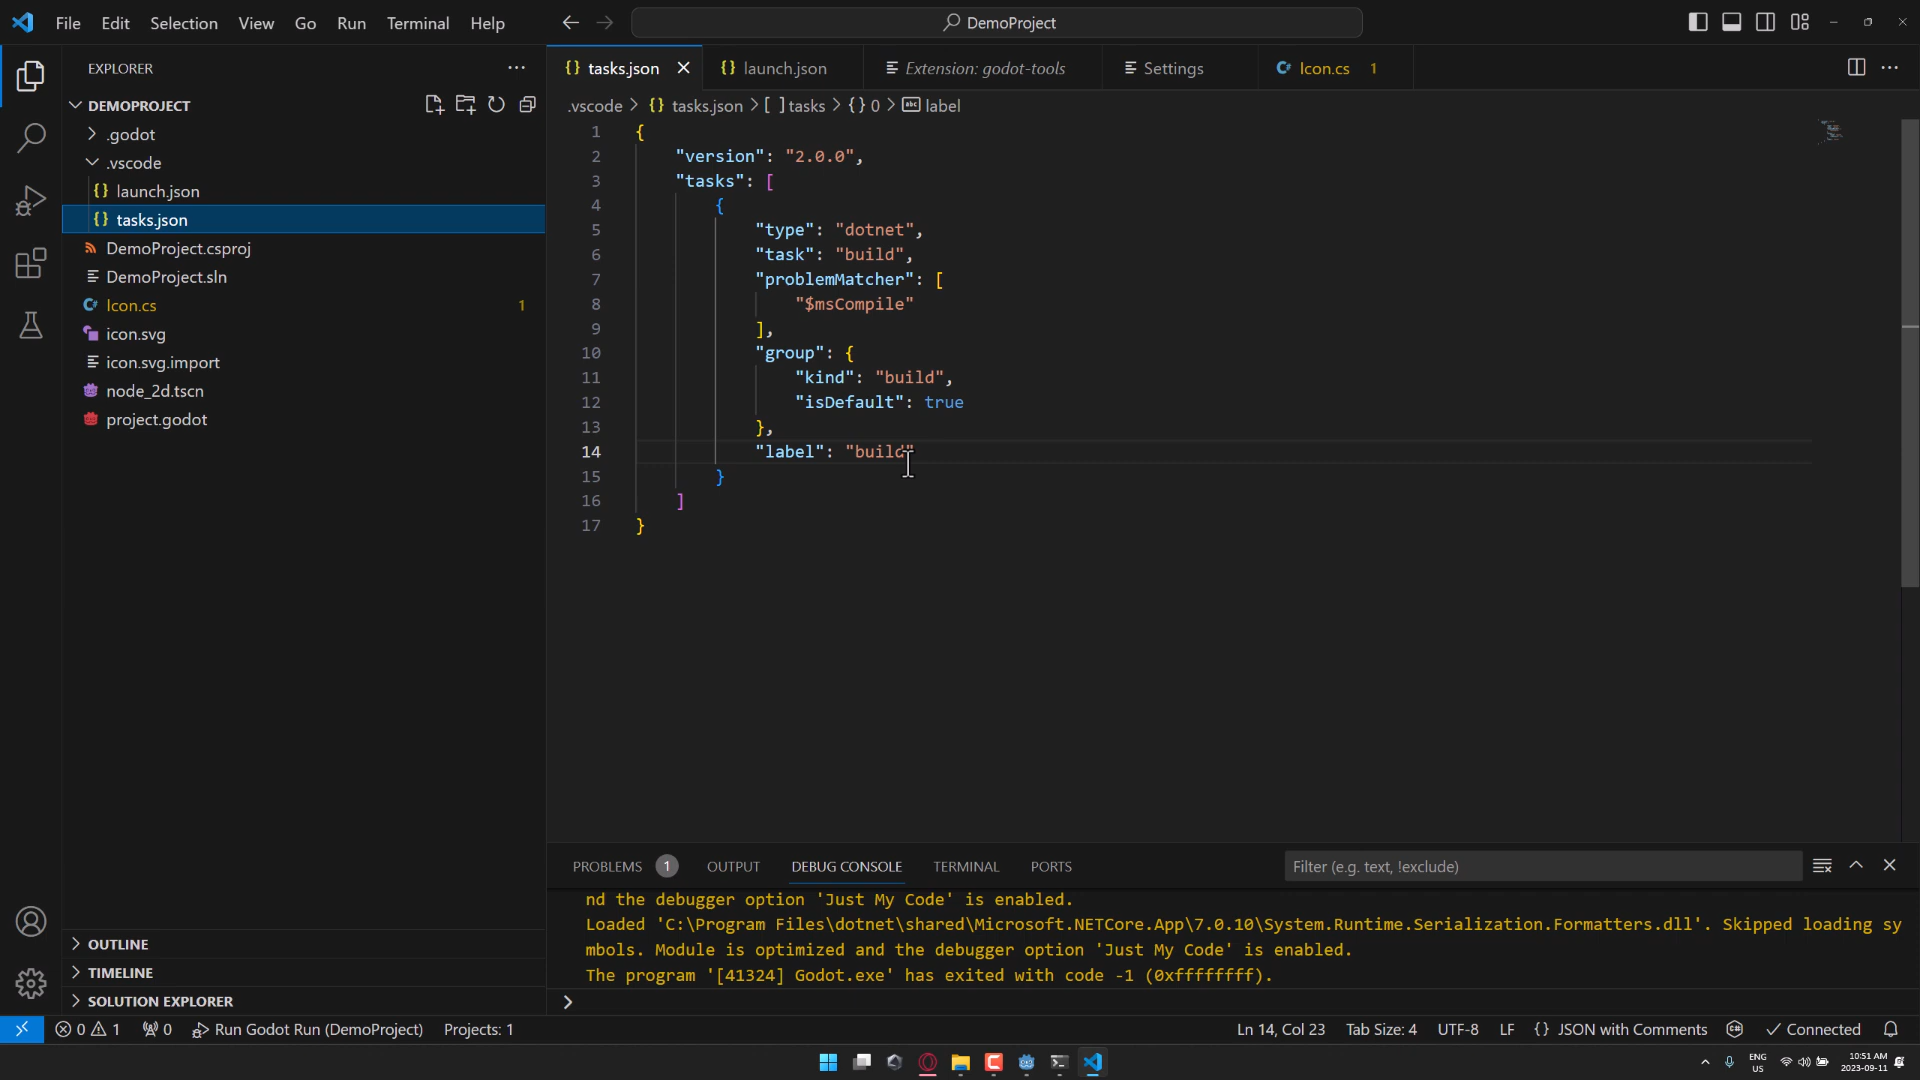 File Edit Selection View Go Run Terminal Help
DemoProject
EXPLORER
DEMOPROJECT
.godot
.vscode
launch.json
tasks.json
DemoProject.csproj
DemoProject.sln
Icon.cs 1
icon.svg
icon.svg.import
node_2d.tscn
project.godot
OUTLINE
TIMELINE
SOLUTION EXPLORER
tasks.json launch.json Extension: godot-tools Settings Icon.cs 1
.vscode > {} tasks.json > [ ] tasks > {} 0 > abc label
1 {
2 "version": "2.0.0",
3 "tasks": [
4 {
5 "type": "dotnet",
6 "task": "build",
7 "problemMatcher": [
8 "$msCompile"
9 ],
10 "group": {
11 "kind": "build",
12 "isDefault": true
13 },
14 "label": "build"
15 }
16 ]
17 }
PROBLEMS 1 OUTPUT DEBUG CONSOLE TERMINAL PORTS Filter (e.g. text, !exclude)
nd the debugger option 'Just My Code' is enabled.
Loaded 'C:\Program Files\dotnet\shared\Microsoft.NETCore.App\7.0.10\System.Runtime.Serialization.Formatters.dll'. Skipped loading sy
mbols. Module is optimized and the debugger option 'Just My Code' is enabled.
The program '[41324] Godot.exe' has exited with code -1 (0xffffffff).
0 1 0 Run Godot Run (DemoProject) Projects: 1 Ln 14, Col 23 Tab Size: 4 UTF-8 LF {} JSON with Comments Connected
ENG
US
10:51 AM
2023-09-11